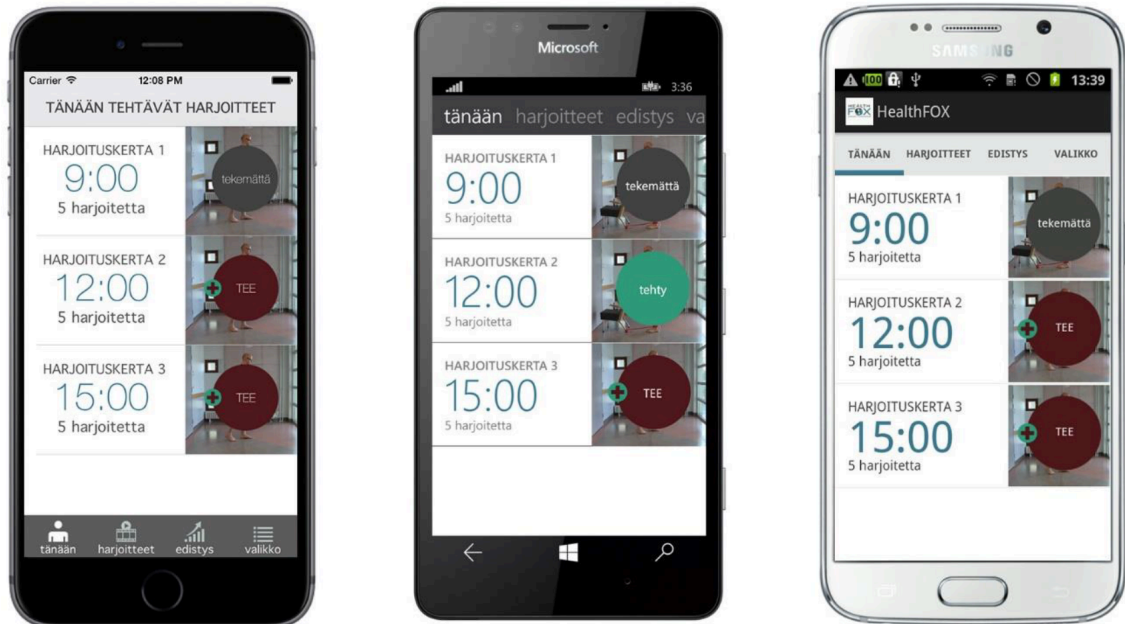 Carrier 12:08 PM
TÄNÄÄN TEHTÄVÄT HARJOITTEET
HARJOITUSKERTA 1
9:00
5 harjoitetta
tekemättä
HARJOITUSKERTA 2
12:00
5 harjoitetta
TEE
HARJOITUSKERTA 3
15:00
5 harjoitetta
TEE
tänään harjoitteet edistys valikko
Microsoft
3:36
tänään harjoitteet edistys va
HARJOITUSKERTA 1
9:00
5 harjoitetta
tekemättä
HARJOITUSKERTA 2
12:00
5 harjoitetta
tehty
HARJOITUSKERTA 3
15:00
5 harjoitetta
TEE
SAMSUNG
100 13:39
HEALTH FOX HealthFOX
TÄNÄÄN HARJOITTEET EDISTYS VALIKKO
HARJOITUSKERTA 1
9:00
5 harjoitetta
tekemättä
HARJOITUSKERTA 2
12:00
5 harjoitetta
TEE
HARJOITUSKERTA 3
15:00
5 harjoitetta
TEE